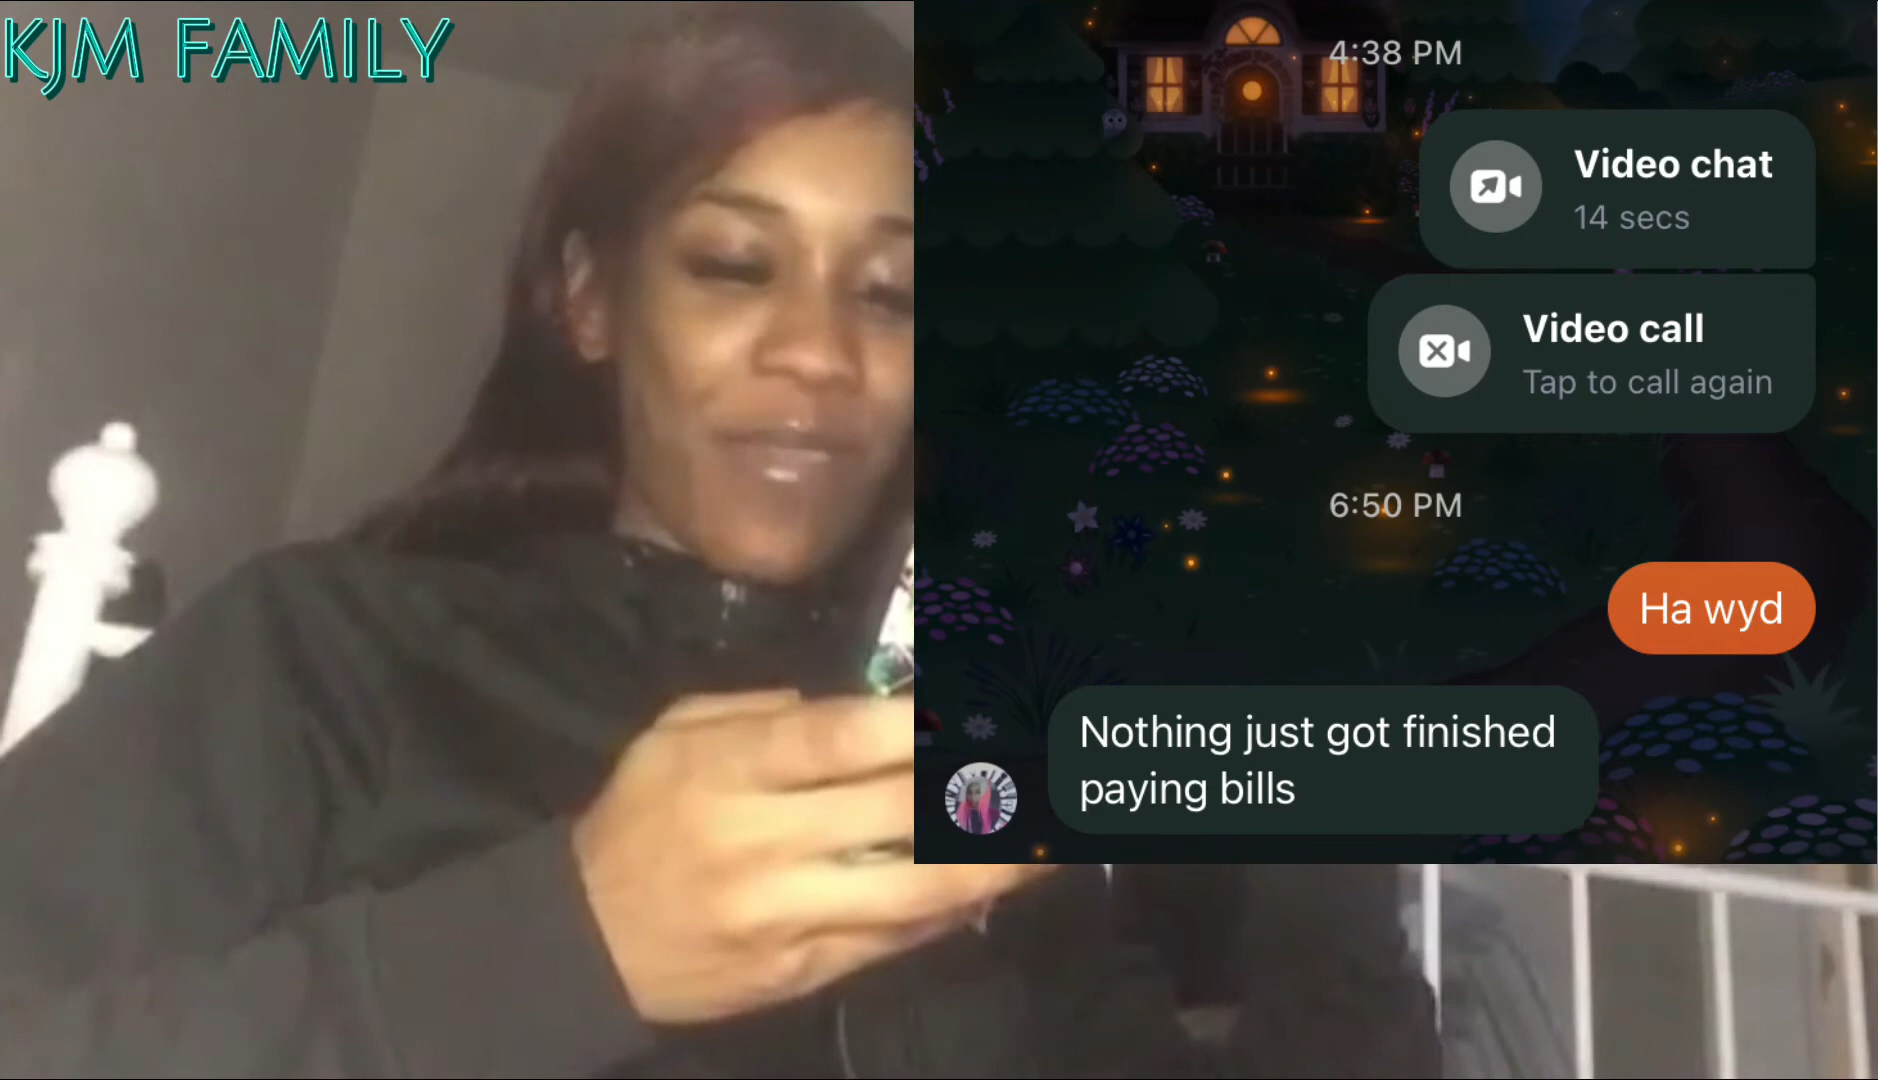 KJM FAMILY
4:38 PM
Video chat
14 secs
Video call
Tap to call again
6:50 PM
Ha wyd
Nothing just got finished
paying bills